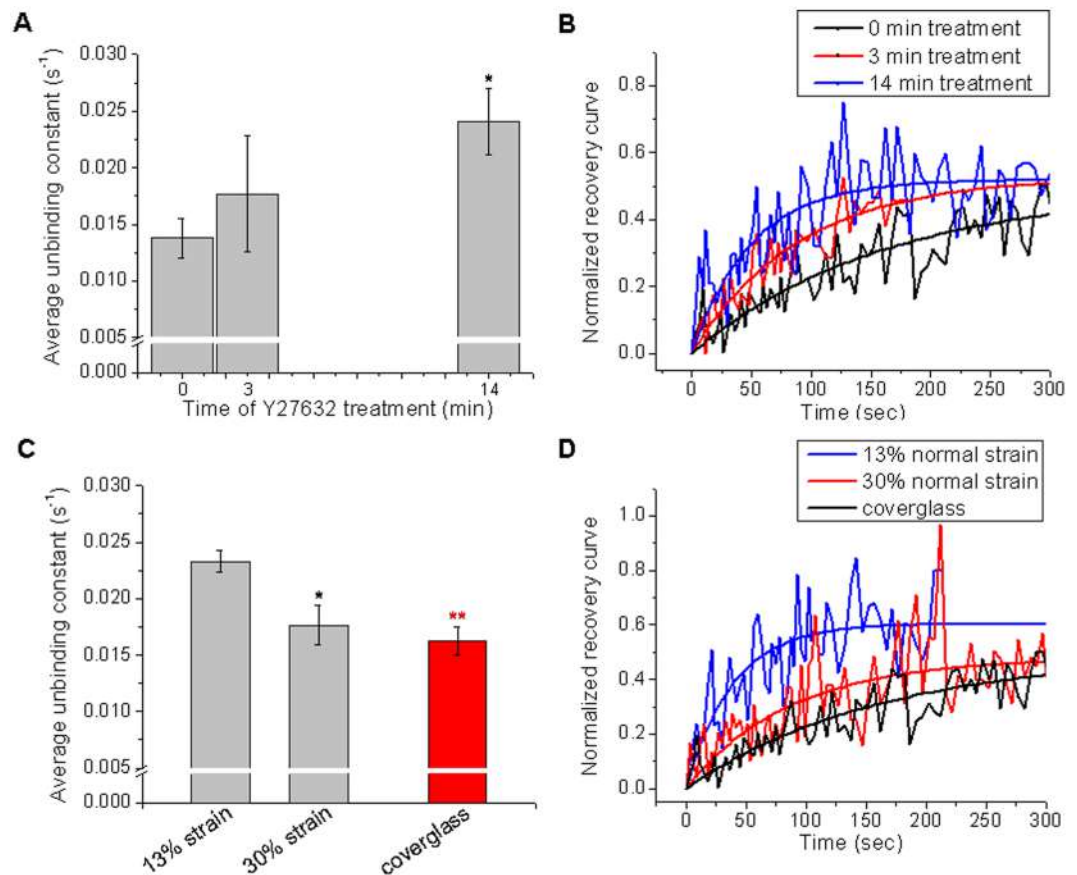 A
Average unbinding constant (s⁻¹)
0.030
0.025
0.020
0.015
0.010
0.005
0.000
*
0
3
14
Time of Y27632 treatment (min)
B
0 min treatment
3 min treatment
14 min treatment
Normalized recovery curve
0.8
0.6
0.4
0.2
0.0
0
50
100
150
200
250
300
Time (sec)
C
Average unbinding constant (s⁻¹)
0.030
0.025
0.020
0.015
0.010
0.005
0.000
*
**
13% strain
30% strain
coverglass
D
13% normal strain
30% normal strain
coverglass
Normalized recovery curve
1.0
0.8
0.6
0.4
0.2
0.0
0
50
100
150
200
250
300
Time (sec)